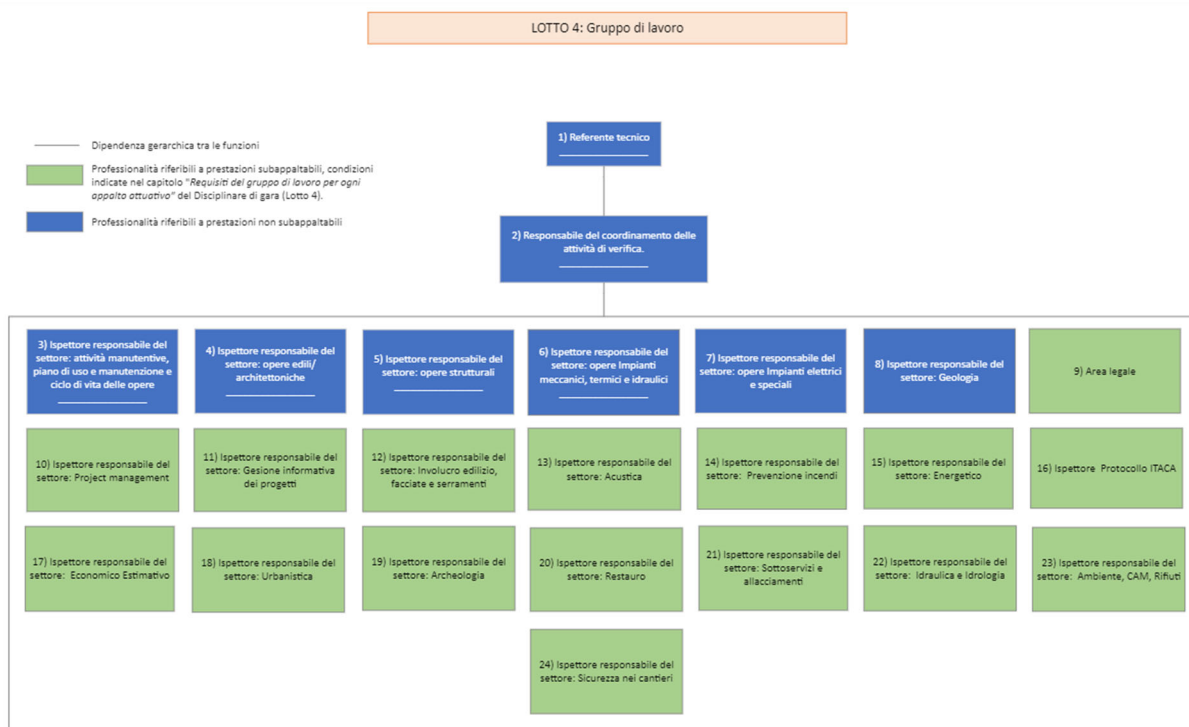 LOTTO 4: Gruppo di lavoro
1) Referente tecnico
Dipendenza gerarchica tra le funzioni
Professionalità riferibili a prestazioni subappaltabili, condizioni
indicate nel capitolo "Requisiti del gruppo di lavoro per ogni
appalto attuativo" del Disciplinare di gara (Lotto 4).
Professionalità riferibili a prestazioni non subappaltabili
2) Responsabile del coordinamento delle
attività di verifica.
3) Ispettore responsabile del
settore: attività manutentive,
piano di uso e manutenzione e
ciclo di vita delle opere
4) Ispettore responsabile del
settore: opere edili/
architettoniche
5) Ispettore responsabile del
settore: opere strutturali
6) Ispettore responsabile del
settore: opere Impianti
meccanici, termici e idraulici
7) Ispettore responsabile del
settore: opere Impianti elettrici e
speciali
8) Ispettore responsabile del
settore: Geologia
9) Area legale
10) Ispettore responsabile del
settore: Project management
11) Ispettore responsabile del
settore: Gesione informativa
dei progetti
12) Ispettore responsabile del
settore: Involucro edilizio,
facciate e serramenti
13) Ispettore responsabile del
settore: Acustica
14) Ispettore responsabile del
settore: Prevenzione incendi
15) Ispettore responsabile del
settore: Energetico
16) Ispettore Protocollo ITACA
17) Ispettore responsabile del
settore: Economico Estimativo
18) Ispettore responsabile del
settore: Urbanistica
19) Ispettore responsabile del
settore: Archeologia
20) Ispettore responsabile del
settore: Restauro
21) Ispettore responsabile del
settore: Sottoservizi e
allacciamenti
22) Ispettore responsabile del
settore: Idraulica e Idrologia
23) Ispettore responsabile del
settore: Ambiente, CAM, Rifiuti
24) Ispettore responsabile del
settore: Sicurezza nei cantieri